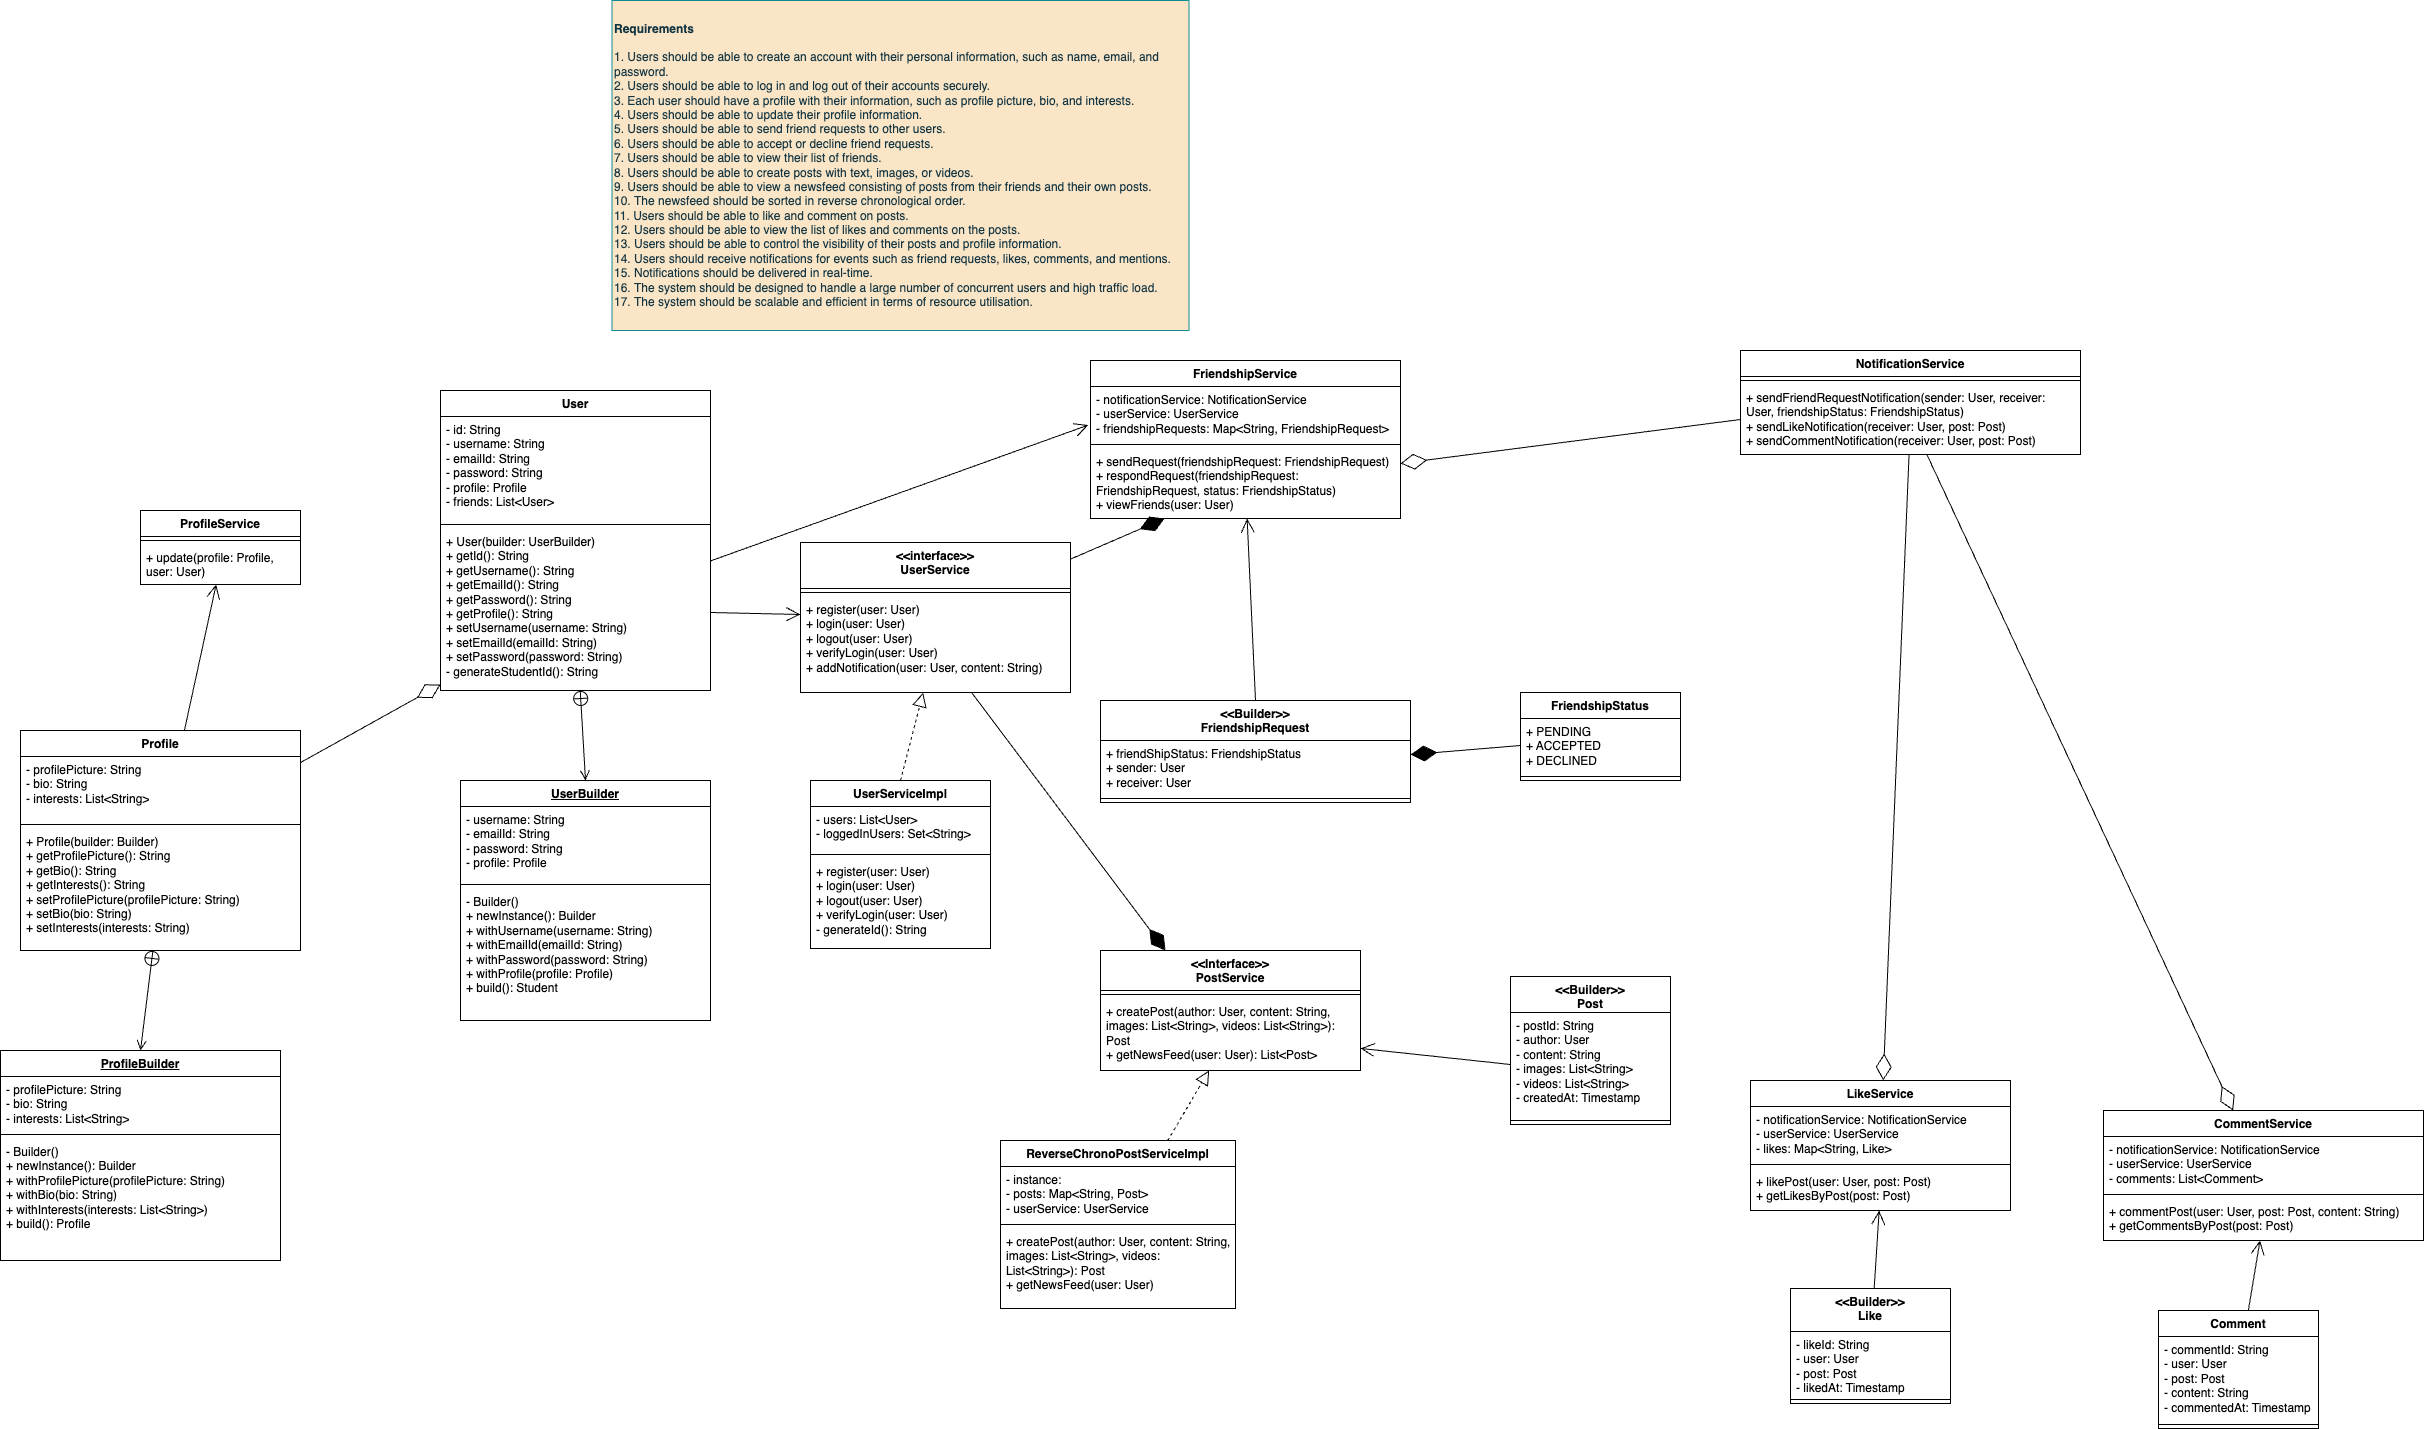 Requirements
1. Users should be able to create an account with their personal information, such as name, email, and
password.
2. Users should be able to log in and log out of their accounts securely.
3. Each user should have a profile with their information, such as profile picture, bio, and interests.
4. Users should be able to update their profile information.
5. Users should be able to send friend requests to other users.
6. Users should be able to accept or decline friend requests.
7. Users should be able to view their list of friends.
8. Users should be able to create posts with text, images, or videos.
9. Users should be able to view a newsfeed consisting of posts from their friends and their own posts.
10. The newsfeed should be sorted in reverse chronological order.
11. Users should be able to like and comment on posts.
12. Users should be able to view the list of likes and comments on the posts.
13. Users should be able to control the visibility of their posts and profile information.
14. Users should receive notifications for events such as friend requests, likes, comments, and mentions.
15. Notifications should be delivered in real-time.
16. The system should be designed to handle a large number of concurrent users and high traffic load.
17. The system should be scalable and efficient in terms of resource utilisation.
ProfileService
+ update(profile: Profile,
user: User)
Profile
- profilePicture: String
- bio: String
- interests: List<String>
+ Profile(builder: Builder)
+ getProfilePicture(): String
+ getBio(): String
+ getInterests(): String
+ setProfilePicture(profilePicture: String)
+ setBio(bio: String)
+ setInterests(interests: String)
ProfileBuilder
- profilePicture: String
- bio: String
- interests: List<String>
- Builder()
+ newInstance(): Builder
+ withProfilePicture(profilePicture: String)
+ withBio(bio: String)
+ withInterests(interests: List<String>)
+ build(): Profile
User
- id: String
- username: String
- emailId: String
- password: String
- profile: Profile
- friends: List<User>
+ User(builder: UserBuilder)
+ getId(): String
+ getUsername(): String
+ getEmailId(): String
+ getPassword(): String
+ getProfile(): String
+ setUsername(username: String)
+ setEmailId(emailId: String)
+ setPassword(password: String)
- generateStudentId(): String
UserBuilder
- username: String
- emailId: String
- password: String
- profile: Profile
- Builder()
+ newInstance(): Builder
+ withUsername(username: String)
+ withEmailId(emailId: String)
+ withPassword(password: String)
+ withProfile(profile: Profile)
+ build(): Student
<<interface>>
UserService
+ register(user: User)
+ login(user: User)
+ logout(user: User)
+ verifyLogin(user: User)
+ addNotification(user: User, content: String)
UserServiceImpl
- users: List<User>
- loggedInUsers: Set<String>
+ register(user: User)
+ login(user: User)
+ logout(user: User)
+ verifyLogin(user: User)
- generateId(): String
FriendshipService
- notificationService: NotificationService
- userService: UserService
- friendshipRequests: Map<String, FriendshipRequest>
+ sendRequest(friendshipRequest: FriendshipRequest)
+ respondRequest(friendshipRequest:
FriendshipRequest, status: FriendshipStatus)
+ viewFriends(user: User)
<<Builder>>
FriendshipRequest
+ friendShipStatus: FriendshipStatus
+ sender: User
+ receiver: User
FriendshipStatus
+ PENDING
+ ACCEPTED
+ DECLINED
<<Interface>>
PostService
+ createPost(author: User, content: String,
images: List<String>, videos: List<String>):
Post
+ getNewsFeed(user: User): List<Post>
<<Builder>>
Post
- postId: String
- author: User
- content: String
- images: List<String>
- videos: List<String>
- createdAt: Timestamp
ReverseChronoPostServiceImpl
- instance:
- posts: Map<String, Post>
- userService: UserService
+ createPost(author: User, content: String,
images: List<String>, videos:
List<String>): Post
+ getNewsFeed(user: User)
NotificationService
+ sendFriendRequestNotification(sender: User, receiver:
User, friendshipStatus: FriendshipStatus)
+ sendLikeNotification(receiver: User, post: Post)
+ sendCommentNotification(receiver: User, post: Post)
LikeService
- notificationService: NotificationService
- userService: UserService
- likes: Map<String, Like>
+ likePost(user: User, post: Post)
+ getLikesByPost(post: Post)
<<Builder>>
Like
- likeId: String
- user: User
- post: Post
- likedAt: Timestamp
CommentService
- notificationService: NotificationService
- userService: UserService
- comments: List<Comment>
+ commentPost(user: User, post: Post, content: String)
+ getCommentsByPost(post: Post)
Comment
- commentId: String
- user: User
- post: Post
- content: String
- commentedAt: Timestamp